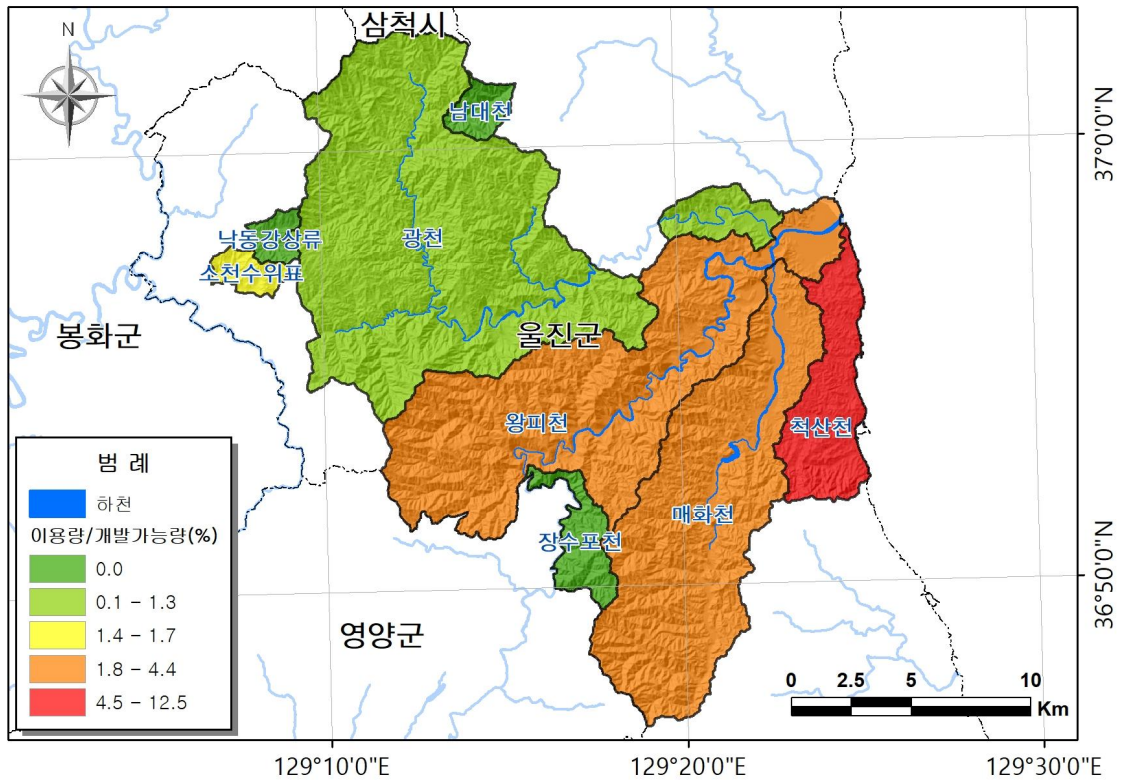 삼척시
N
남대천
37°0'0"N
낙동강상류
광천
소천수위표
봉화군
울진군
왕피천
척산천
범 례
하천
이용량/개발가능량(%)
0.0
0.1 - 1.3
1.4 - 1.7
1.8 - 4.4
4.5 - 12.5
매화천
장수포천
36°50'0"N
영양군
0 2.5 5 10
Km
129°10'0"E 129°20'0"E 129°30'0"E